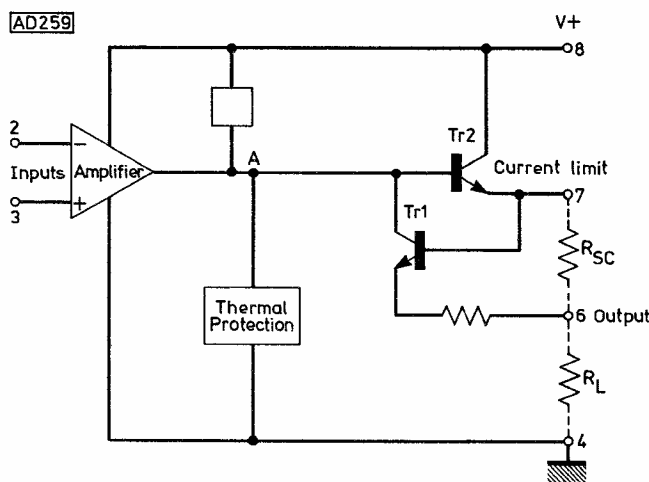 AD259
V+
8
Tr2
2
Inputs
3
−
Amplifier
+
A
Current limit
7
Tr1
RSC
Thermal
Protection
6 Output
RL
4